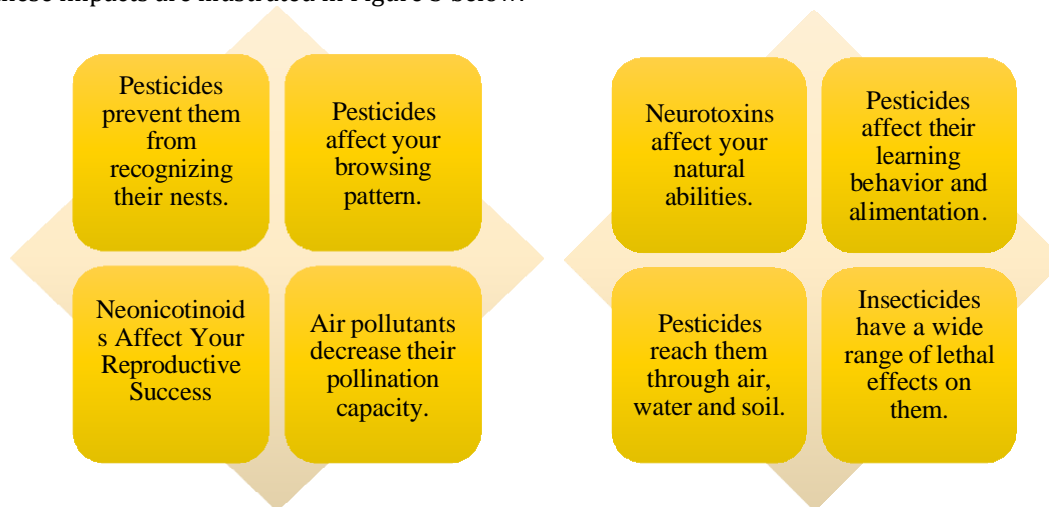 these impacts are illustrated in Figure 3 below.
Pesticides
prevent them
from
recognizing
their nests.
Pesticides
affect your
browsing
pattern.
Neonicotinoid
s Affect Your
Reproductive
Success
Air pollutants
decrease their
pollination
capacity.
Neurotoxins
affect your
natural
abilities.
Pesticides
affect their
learning
behavior and
alimentation.
Pesticides
reach them
through air,
water and soil.
Insecticides
have a wide
range of lethal
effects on
them.